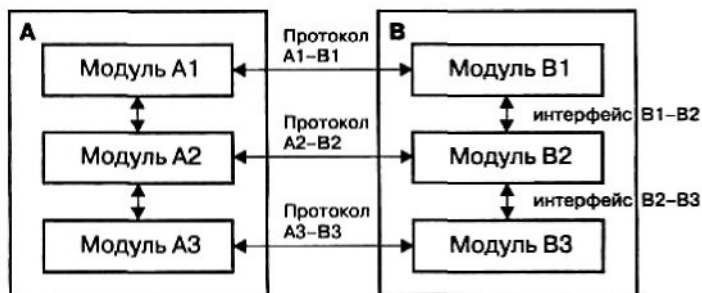 A
Протокол
A1–B1
B
Модуль A1
Модуль B1
интерфейс B1–B2
Протокол
A2–B2
Модуль A2
Модуль B2
интерфейс B2–B3
Протокол
A3–B3
Модуль A3
Модуль B3